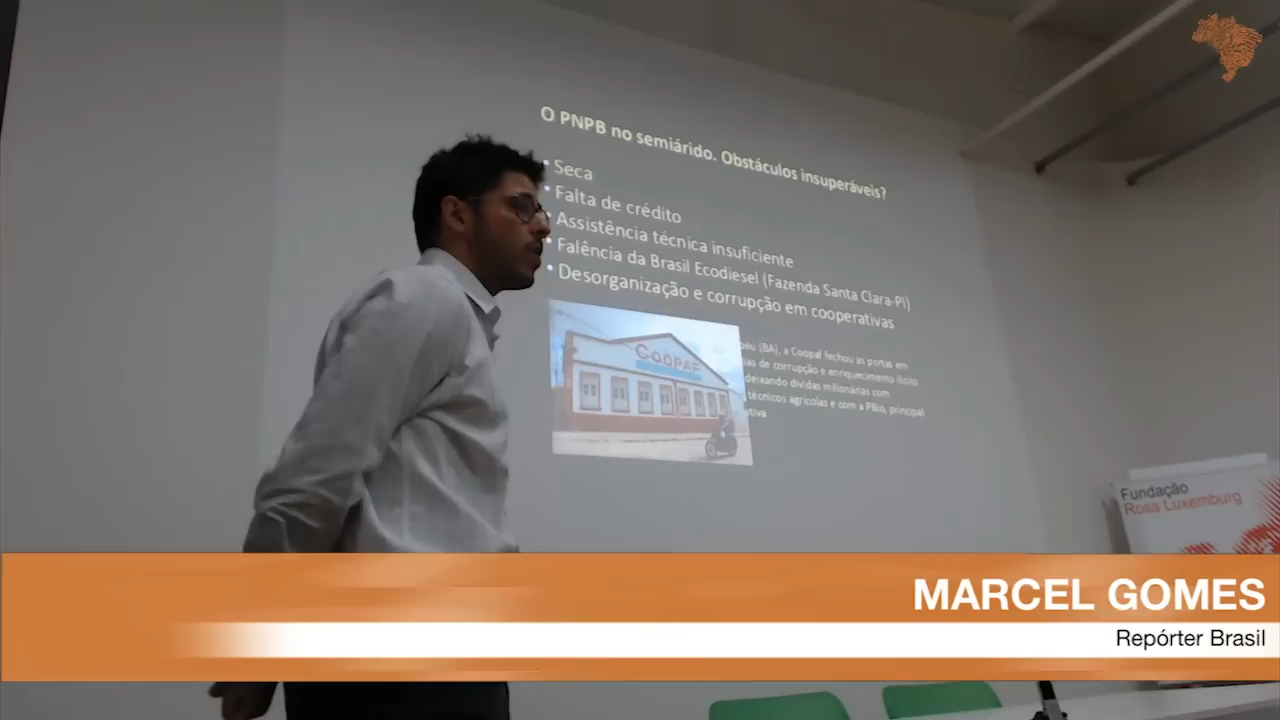 O PNPB no semiárido. Obstáculos insuperáveis?
• Seca
• Falta de crédito
• Assistência técnica insuficiente
• Falência da Brasil Ecodiesel (Fazenda Santa Clara-PI)
• Desorganização e corrupção em cooperativas
COOPAF
(BA), a Coopaf fechou as portas em
de corrupção e enriquecimento ilícito
deixando dívidas milionárias com
técnicos agrícolas e com a PBio, principal
Fundação
Rosa Luxemburg
MARCEL GOMES
Repórter Brasil